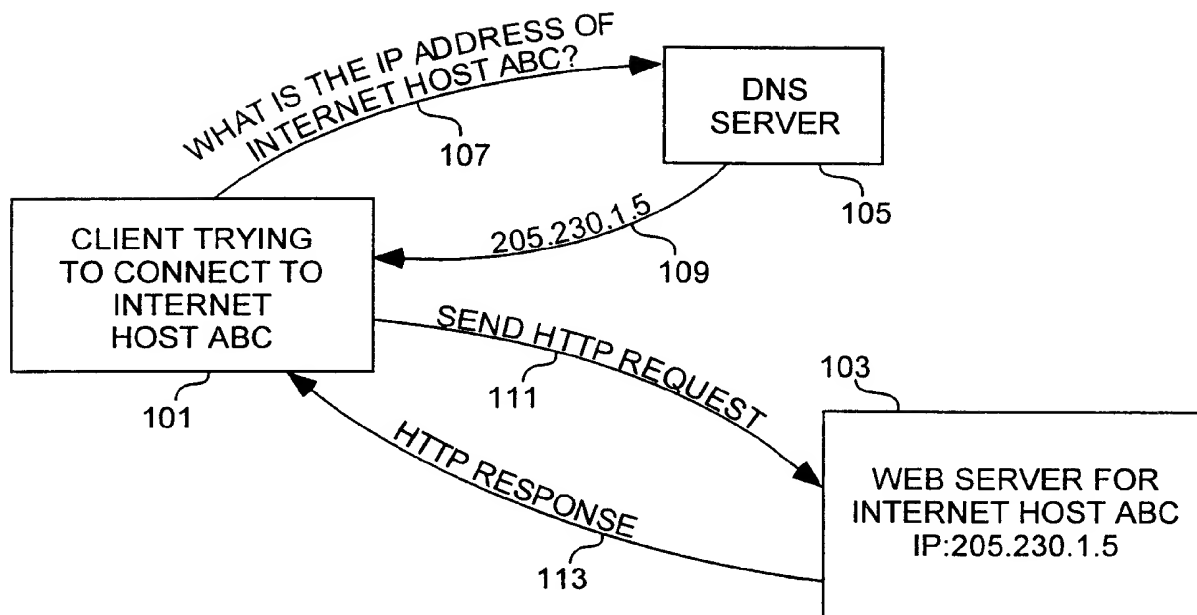 WHAT IS THE IP ADDRESS OF
INTERNET HOST ABC?
107
DNS
SERVER
105
205.230.1.5
109
CLIENT TRYING
TO CONNECT TO
INTERNET
HOST ABC
101
SEND HTTP REQUEST
111
103
HTTP RESPONSE
113
WEB SERVER FOR
INTERNET HOST ABC
IP:205.230.1.5